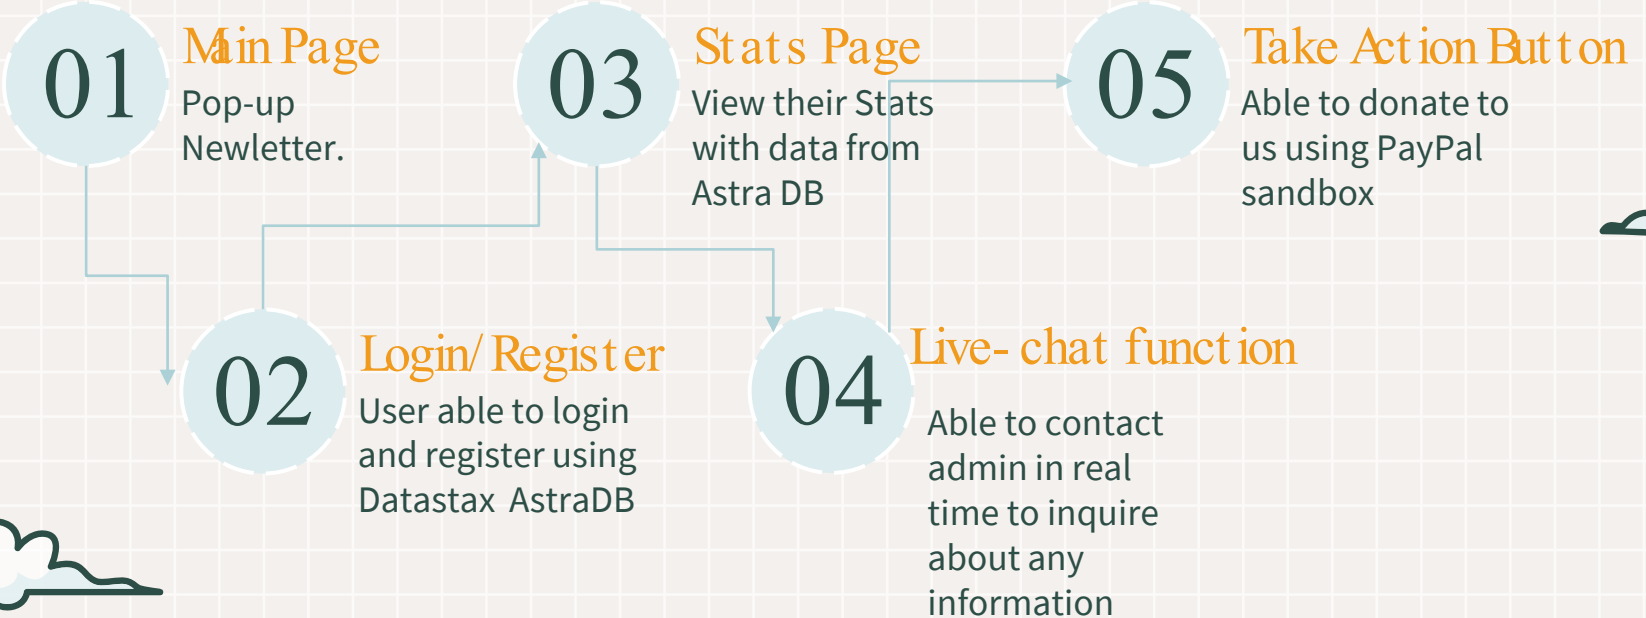 01
Main Page
Pop-up
Newletter.
02
Login/Register
User able to login
and register using
Datastax AstraDB
03
Stats Page
View their Stats
with data from
Astra DB
04
Live-chat function
Able to contact
admin in real
time to inquire
about any
information
05
Take Action Button
Able to donate to
us using PayPal
sandbox